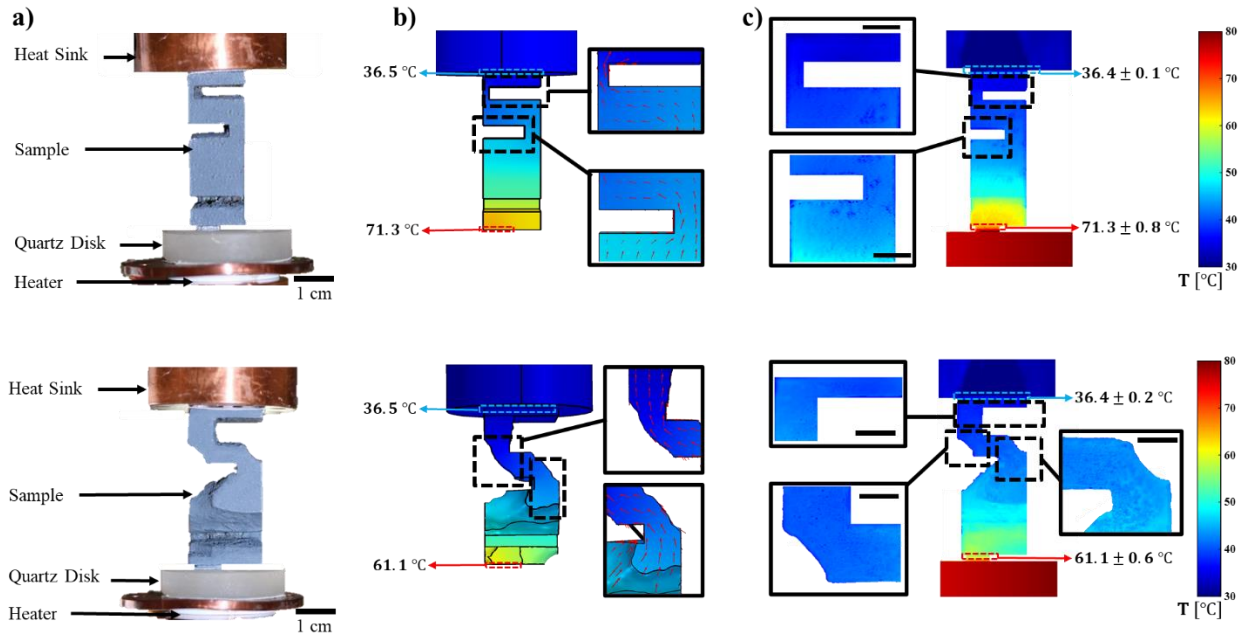 a)
Heat Sink
Sample
Quartz Disk
Heater
1 cm
b)
36.5 °C
71.3 °C
c)
36.4 ± 0.1 °C
71.3 ± 0.8 °C
80
70
60
50
40
30
T [°C]
Heat Sink
Sample
Quartz Disk
Heater
1 cm
36.5 °C
61.1 °C
36.4 ± 0.2 °C
61.1 ± 0.6 °C
80
70
60
50
40
30
T [°C]